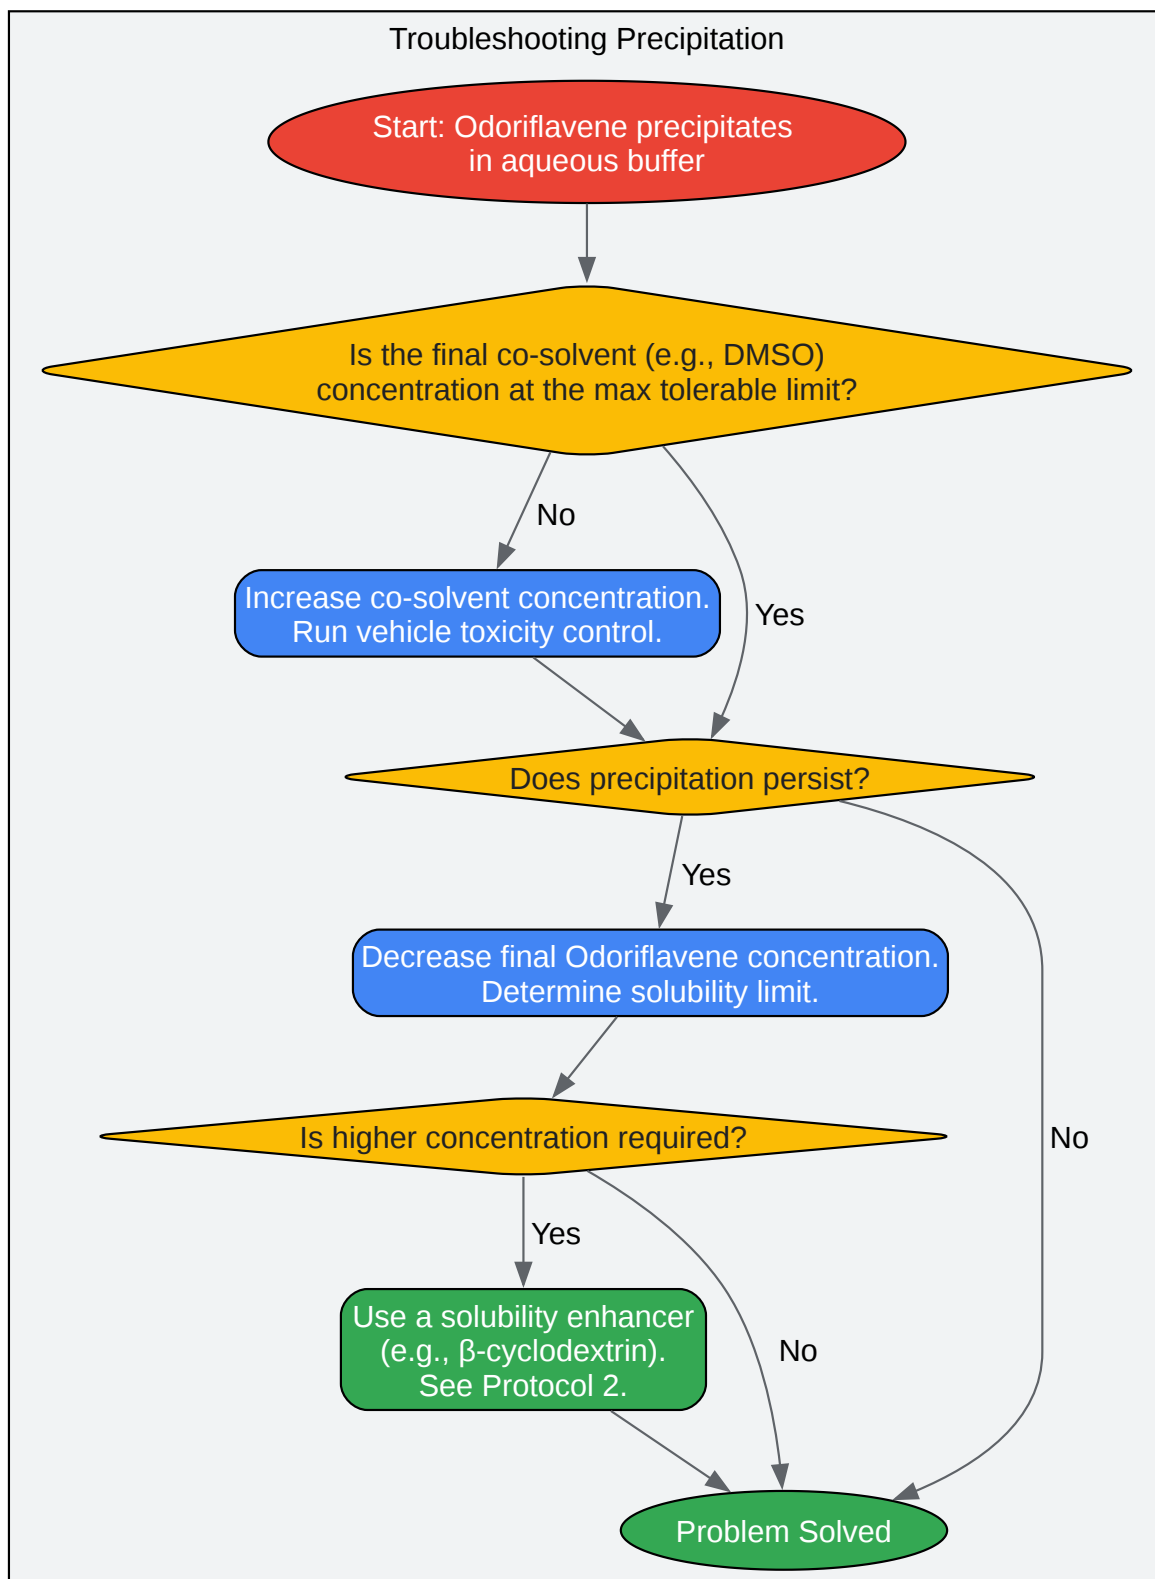 Troubleshooting Precipitation
Start: Odoriflavene precipitates
in aqueous buffer
Is the final co-solvent (e.g., DMSO)
concentration at the max tolerable limit?
No
Yes
Increase co-solvent concentration.
Run vehicle toxicity control.
Does precipitation persist?
Yes
No
Decrease final Odoriflavene concentration.
Determine solubility limit.
Is higher concentration required?
Yes
No
Use a solubility enhancer
(e.g., β-cyclodextrin).
See Protocol 2.
Problem Solved